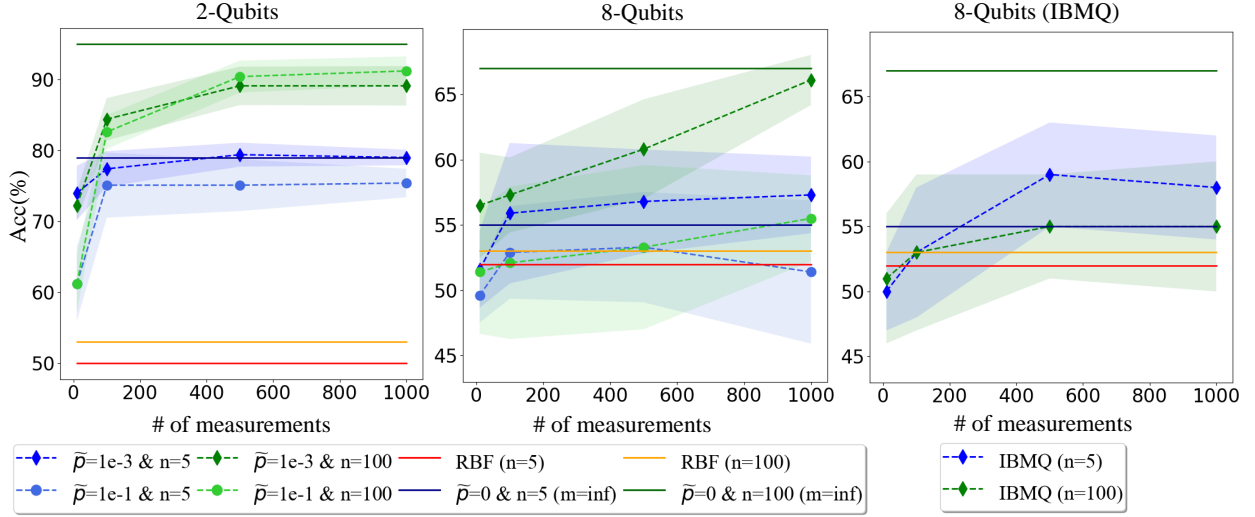 2-Qubits
8-Qubits
8-Qubits (IBMQ)
Acc(%)
90
80
70
60
50
0 200 400 600 800 1000
# of measurements
65
60
55
50
45
0 200 400 600 800 1000
# of measurements
65
60
55
50
45
0 200 400 600 800 1000
# of measurements
p̃=1e-3 & n=5
p̃=1e-3 & n=100
RBF (n=5)
RBF (n=100)
p̃=1e-1 & n=5
p̃=1e-1 & n=100
p̃=0 & n=5 (m=inf)
p̃=0 & n=100 (m=inf)
IBMQ (n=5)
IBMQ (n=100)